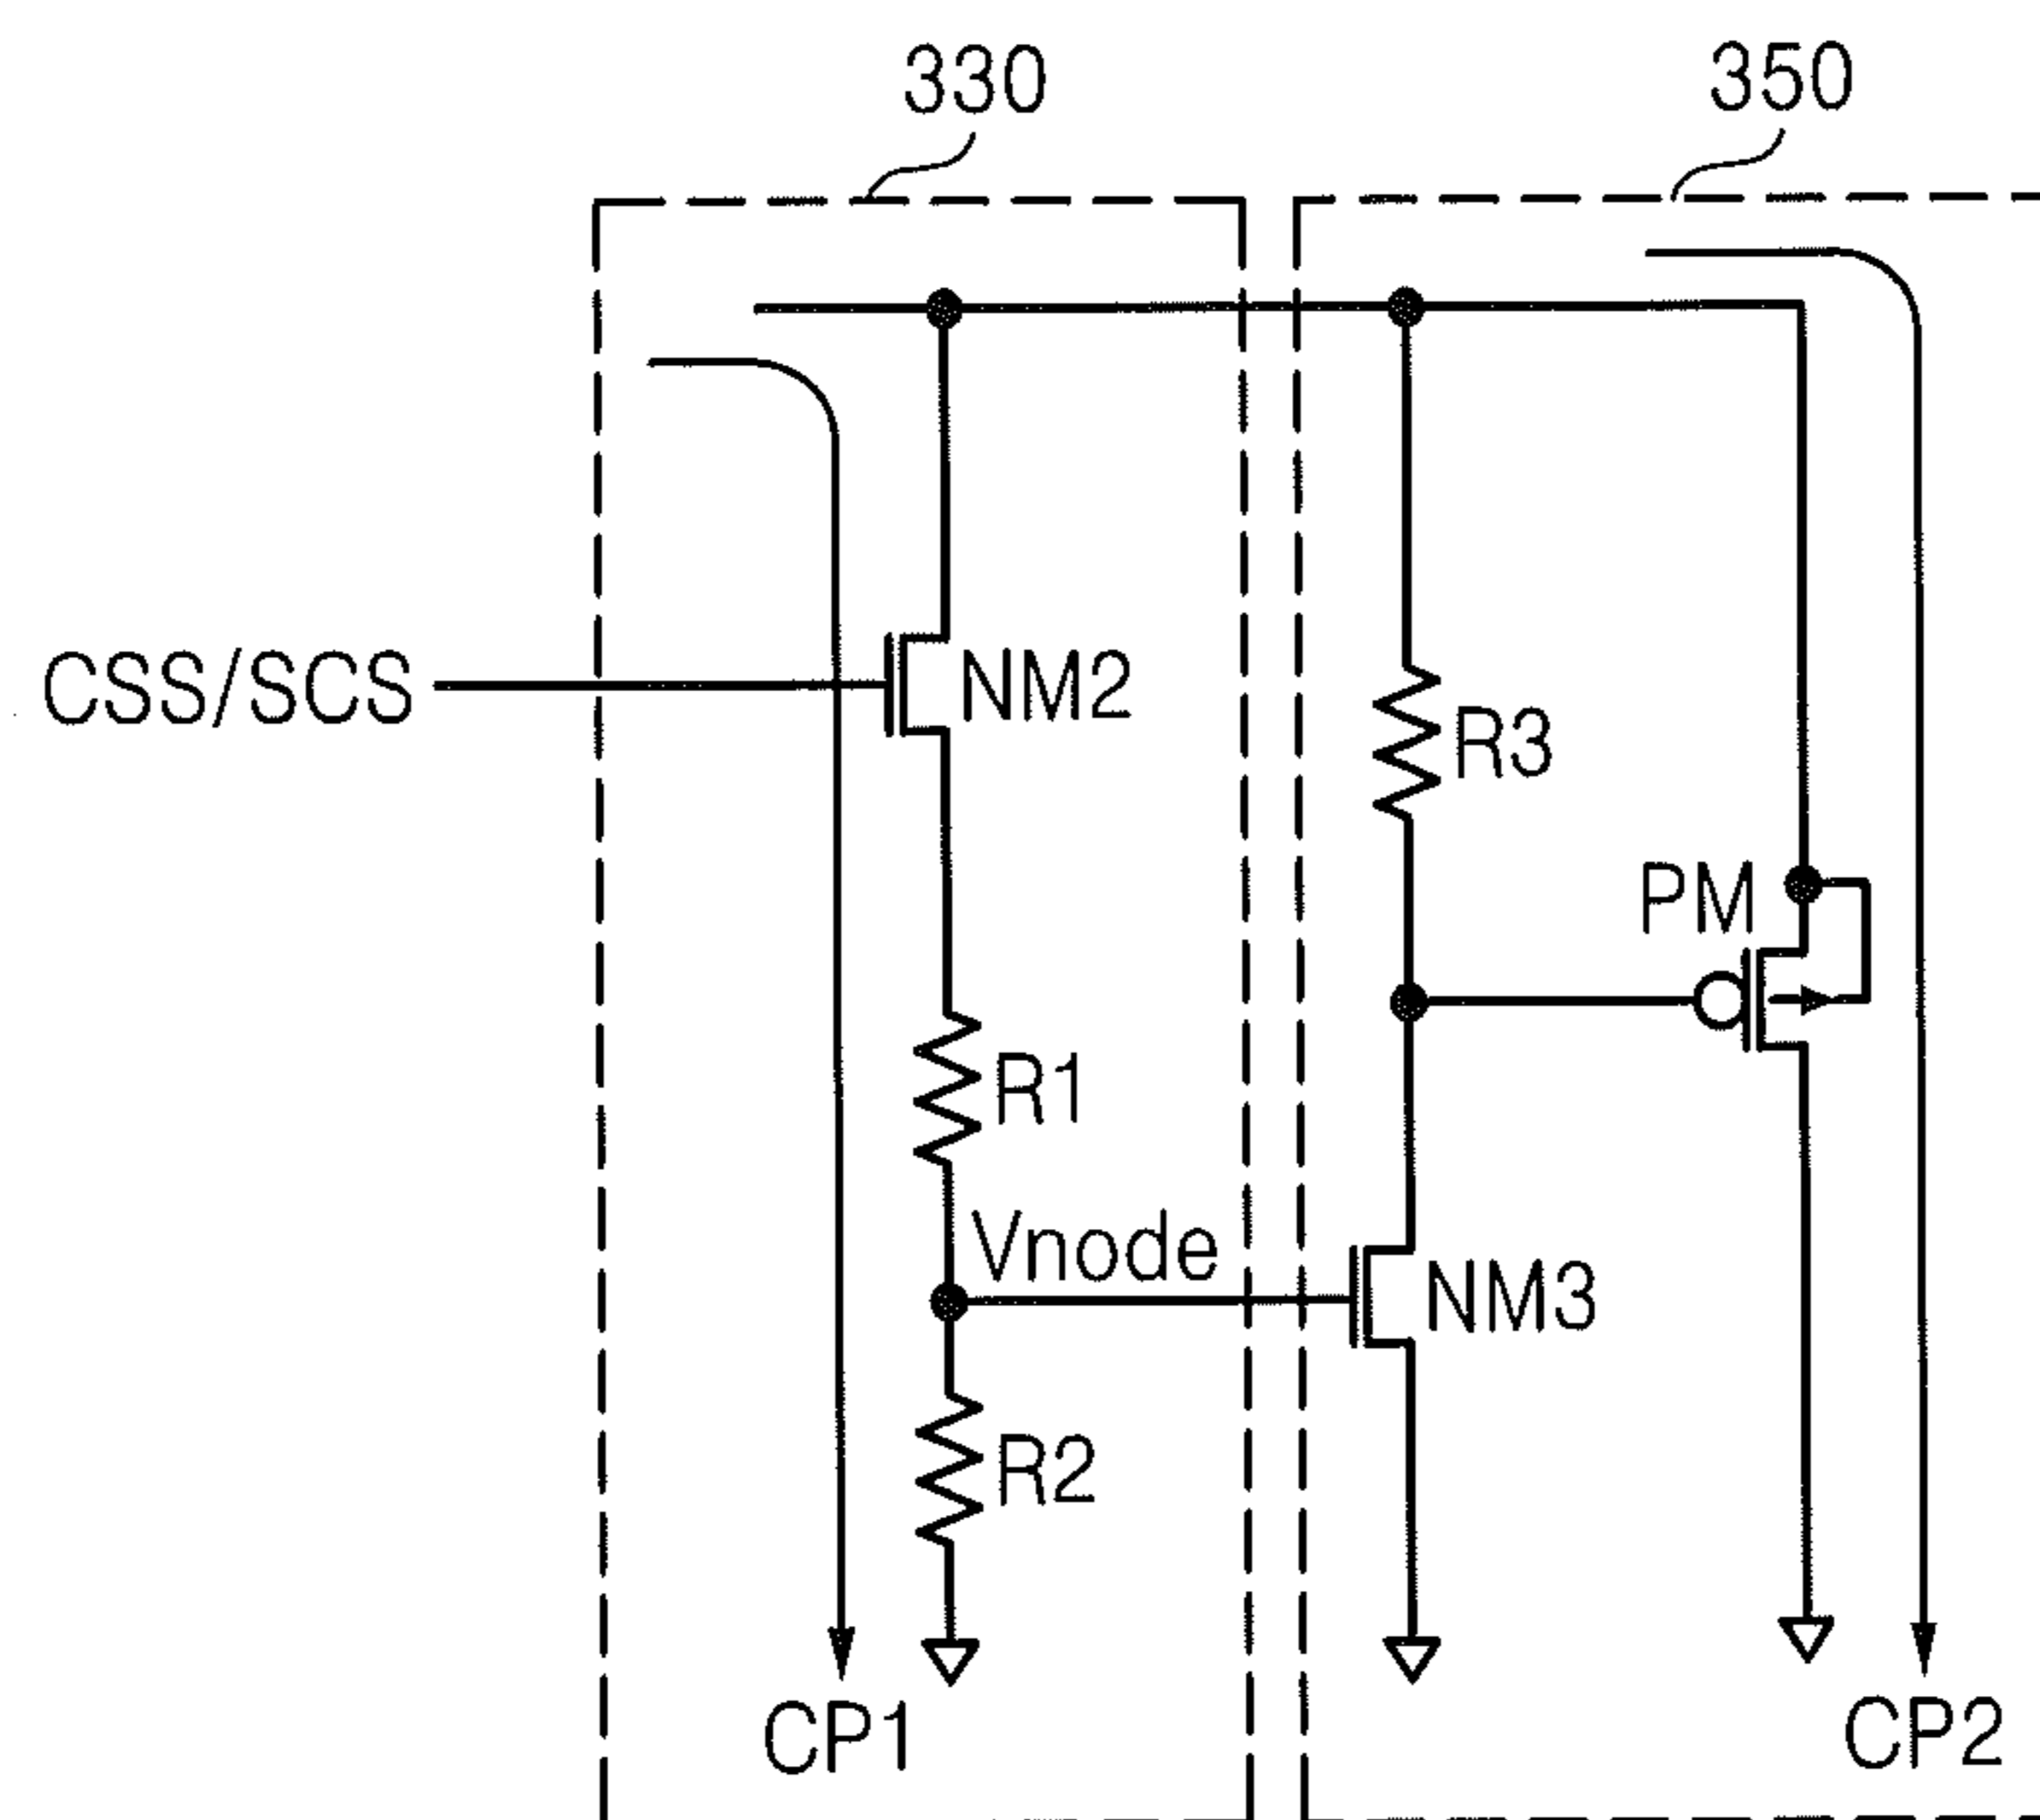 330
350
CSS/SCS
NM2
R3
PM
R1
Vnode
NM3
R2
CP1
CP2